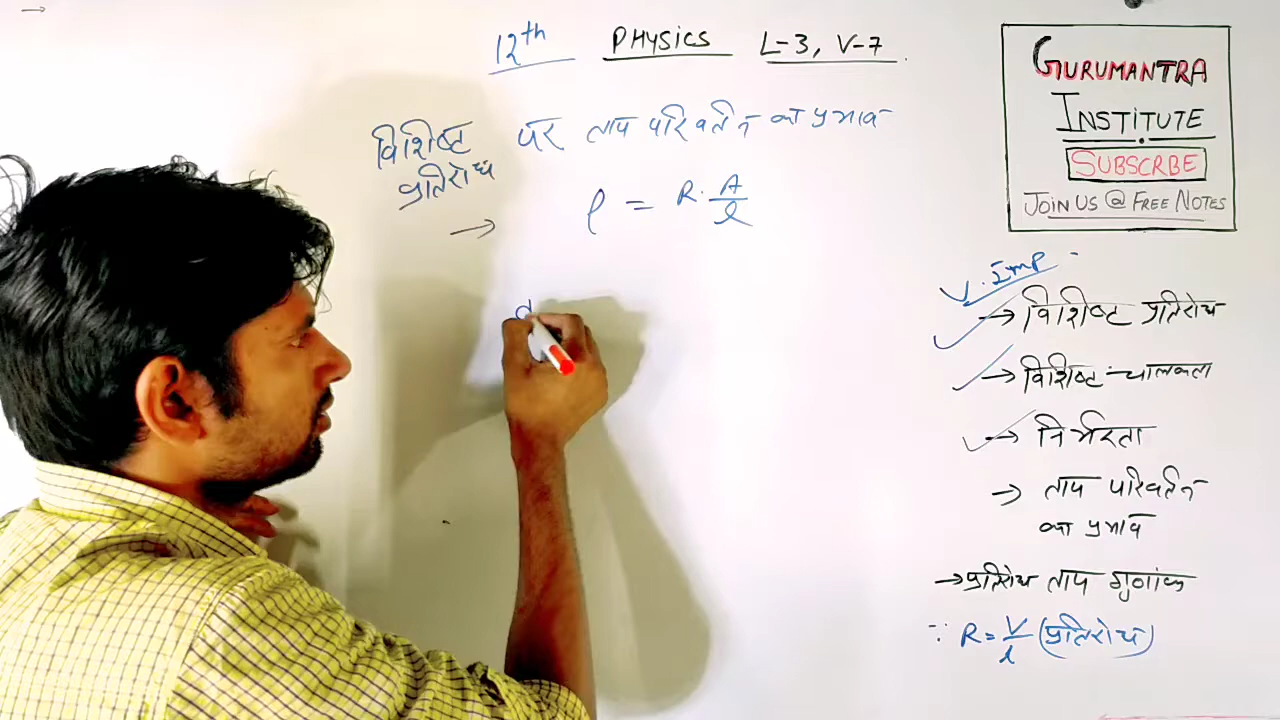 12th PHYSICS L-3, V-7
विशिष्ट पर ताप परिवर्तन का प्रभाव
प्रतिरोध
→ ρ = R. A/l
GURUMANTRA
INSTITUTE
SUBSCRBE
JOIN US @ FREE NOTES
V. Imp
→ विशिष्ट प्रतिरोध
→ विशिष्ट चालकता
→ निर्भरता
→ ताप परिवर्तन
का प्रभाव
→ प्रतिरोध ताप गुणांक
∵ R = V/i (प्रतिरोध)